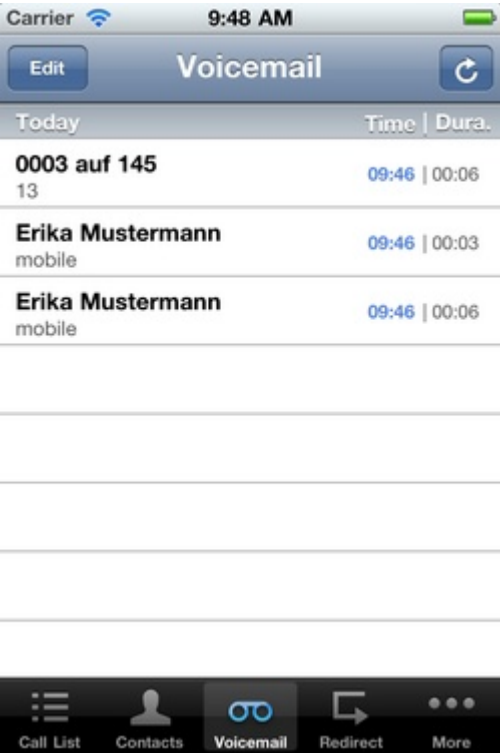 Carrier 9:48 AM
Edit Voicemail
Today Time | Dura.
0003 auf 145
13
09:46 | 00:06
Erika Mustermann
mobile
09:46 | 00:03
Erika Mustermann
mobile
09:46 | 00:06
Call List Contacts Voicemail Redirect More